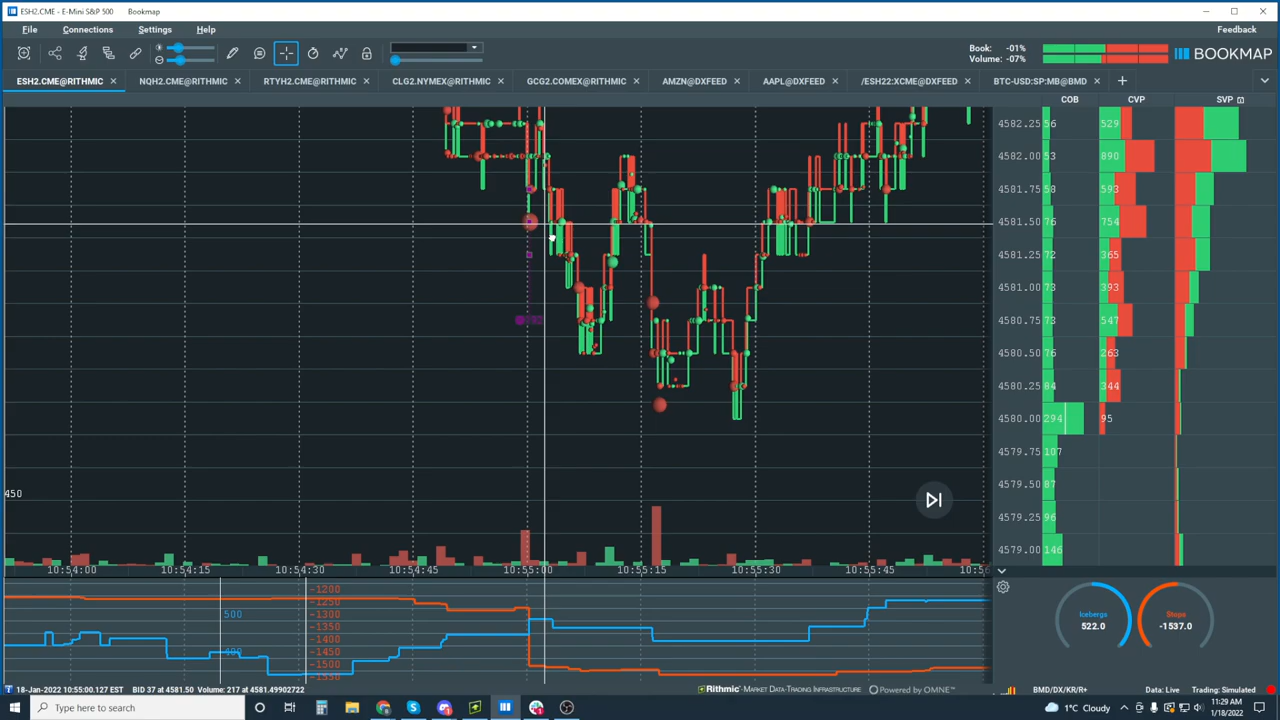 ESH2.CME - E-Mini S&P 500 Bookmap
File Connections Settings Help Feedback
Book: -01%
Volume: -07%
BOOKMAP
ESH2.CME@RITHMIC NQH2.CME@RITHMIC RTYH2.CME@RITHMIC CLG2.NYMEX@RITHMIC GCG2.COMEX@RITHMIC AMZN@DXFEED AAPL@DXFEED /ESH22:XCME@DXFEED BTC-USD:SP:MB@BMD
COB CVP SVP
4582.25 56 529
4582.00 53 890
4581.75 58 593
4581.50 76 754
4581.25 72 365
4581.00 73 393
4580.75 73 547
4580.50 76 263
4580.25 84 344
4580.00 294 95
4579.75 107
4579.50 87
4579.25 96
4579.00 146
450
10:54:00 10:54:15 10:54:30 10:54:45 10:55:00 10:55:15 10:55:30 10:55:45
-1200
-1250
500 -1300
-1350
-1400
-1450
-1500
Icebergs
522.0
Stops
-1537.0
18-Jan-2022 10:55:00.127 EST BID 37 at 4581.50 Volume: 217 at 4581.49902722
Rithmic - Market Data-Trading Infrastructure Powered by OMNE™ BMD/DX/KR/R+ Data: Live Trading: Simulated
Type here to search
1°C Cloudy
11:29 AM
1/18/2022